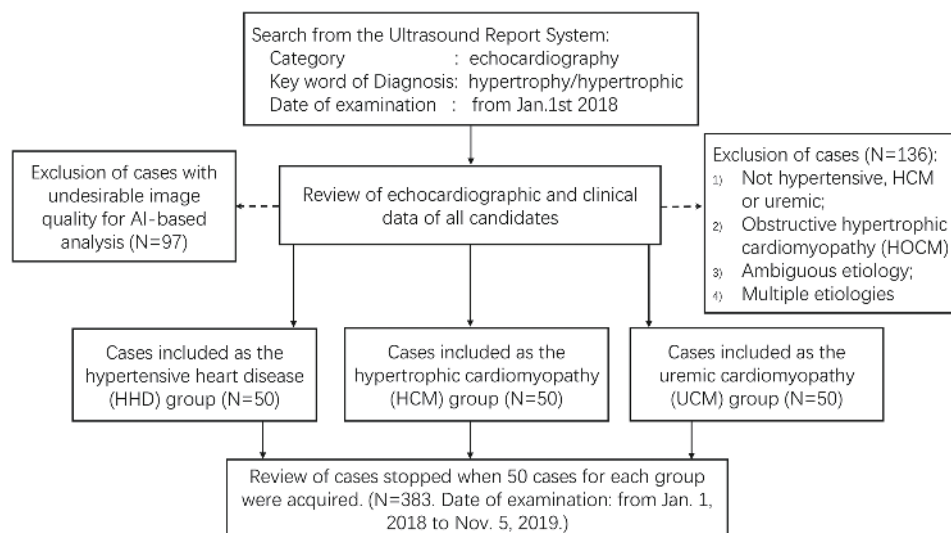 Search from the Ultrasound Report System:
Category : echocardiography
Key word of Diagnosis: hypertrophy/hypertrophic
Date of examination : from Jan.1st 2018
Exclusion of cases with
undesirable image
quality for AI-based
analysis (N=97)
Review of echocardiographic and clinical
data of all candidates
Exclusion of cases (N=136):
1) Not hypertensive, HCM
or uremic;
2) Obstructive hypertrophic
cardiomyopathy (HOCM)
3) Ambiguous etiology;
4) Multiple etiologies
Cases included as the
hypertensive heart disease
(HHD) group (N=50)
Cases included as the
hypertrophic cardiomyopathy
(HCM) group (N=50)
Cases included as the
uremic cardiomyopathy
(UCM) group (N=50)
Review of cases stopped when 50 cases for each group
were acquired. (N=383. Date of examination: from Jan. 1,
2018 to Nov. 5, 2019.)